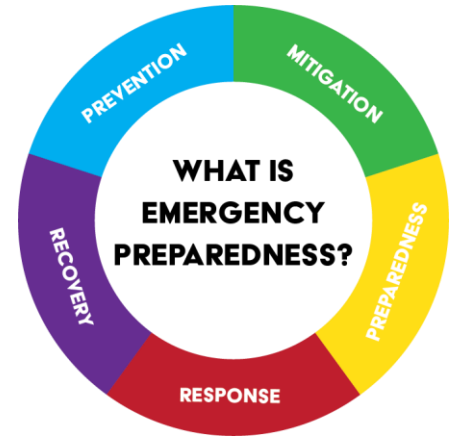 PREVENTION
MITIGATION
WHAT IS
EMERGENCY
PREPAREDNESS?
PREPAREDNESS
RECOVERY
RESPONSE